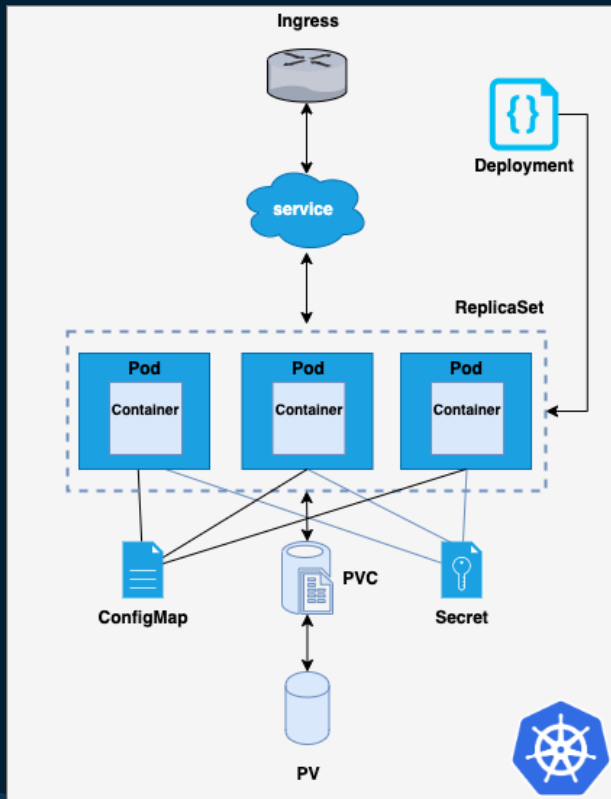 Ingress
Deployment
service
ReplicaSet
Pod
Pod
Pod
Container
Container
Container
PVC
ConfigMap
Secret
PV